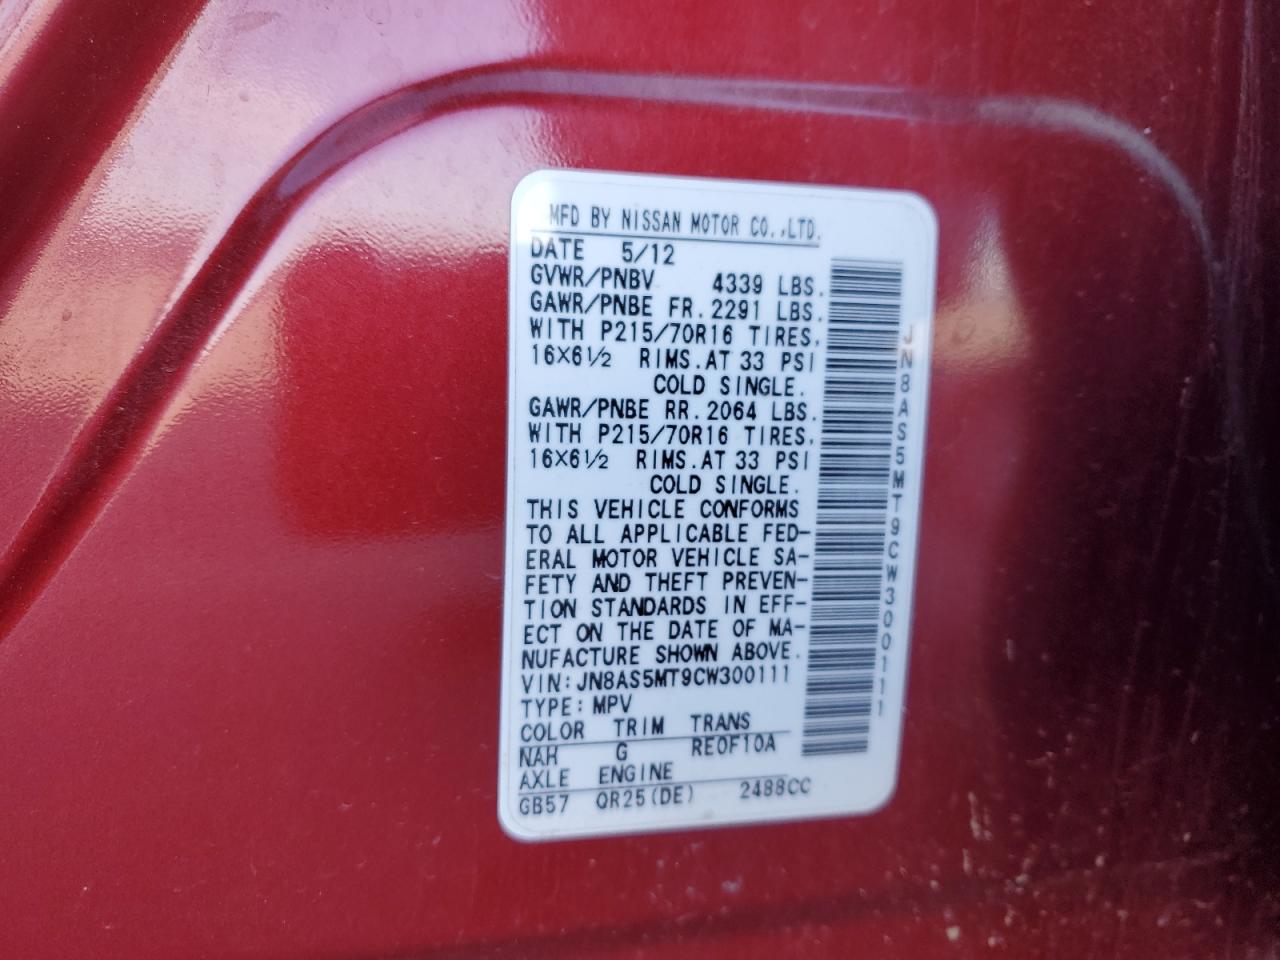 MFD BY NISSAN MOTOR CO.,LTD.
DATE 5/12
GVWR/PNBV 4339 LBS.
GAWR/PNBE FR.2291 LBS.
WITH P215/70R16 TIRES.
16X6½ RIMS.AT 33 PSI
COLD SINGLE.
GAWR/PNBE RR.2064 LBS.
WITH P215/70R16 TIRES.
16X6½ RIMS.AT 33 PSI
COLD SINGLE.
THIS VEHICLE CONFORMS
TO ALL APPLICABLE FED-
ERAL MOTOR VEHICLE SA-
FETY AND THEFT PREVEN-
TION STANDARDS IN EFF-
ECT ON THE DATE OF MA-
NUFACTURE SHOWN ABOVE.
VIN:JN8AS5MT9CW300111
TYPE:MPV
COLOR TRIM TRANS
NAH G RE0F10A
AXLE ENGINE
GB57 QR25(DE) 2488CC
JN8AS5MT9CW300111